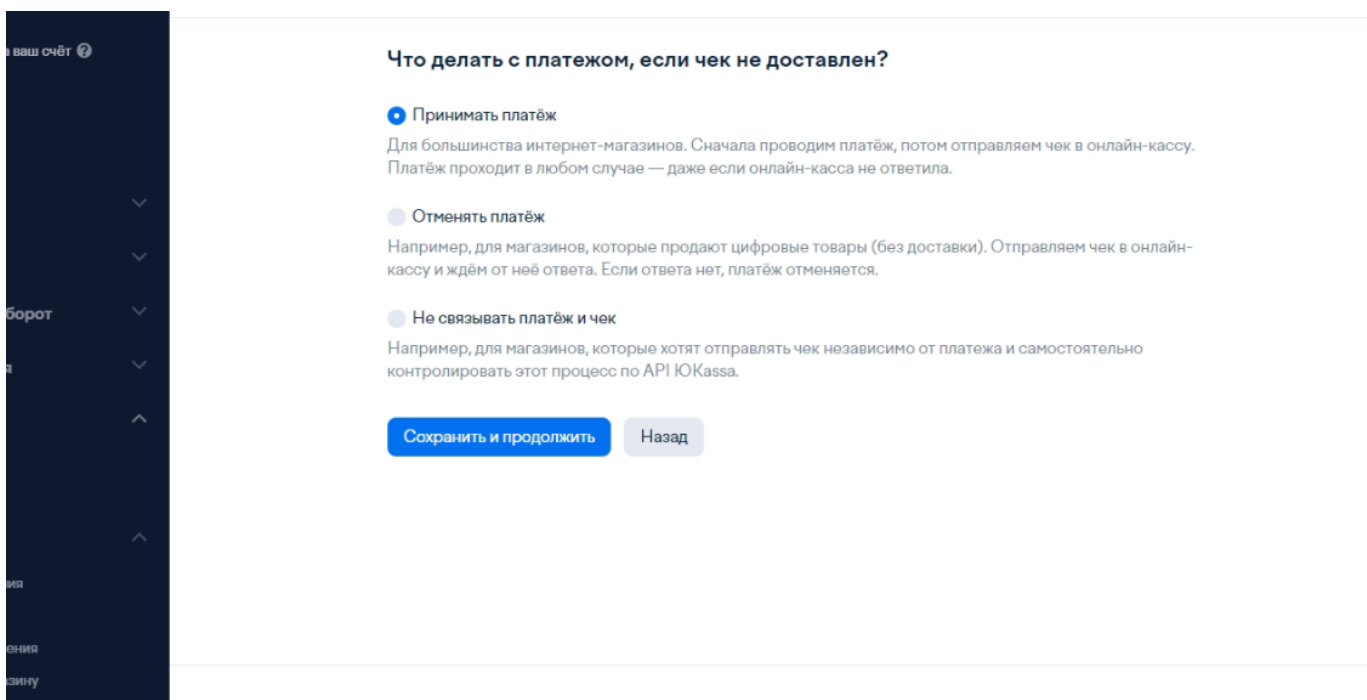 ваш счёт
Что делать с платежом, если чек не доставлен?
Принимать платёж
Для большинства интернет-магазинов. Сначала проводим платёж, потом отправляем чек в онлайн-кассу.
Платёж проходит в любом случае — даже если онлайн-касса не ответила.
Отменять платёж
Например, для магазинов, которые продают цифровые товары (без доставки). Отправляем чек в онлайн-
кассу и ждём от неё ответа. Если ответа нет, платёж отменяется.
борот
Не связывать платёж и чек
Например, для магазинов, которые хотят отправлять чек независимо от платежа и самостоятельно
контролировать этот процесс по API ЮKassa.
я
Сохранить и продолжить
Назад
ия
ения
зину